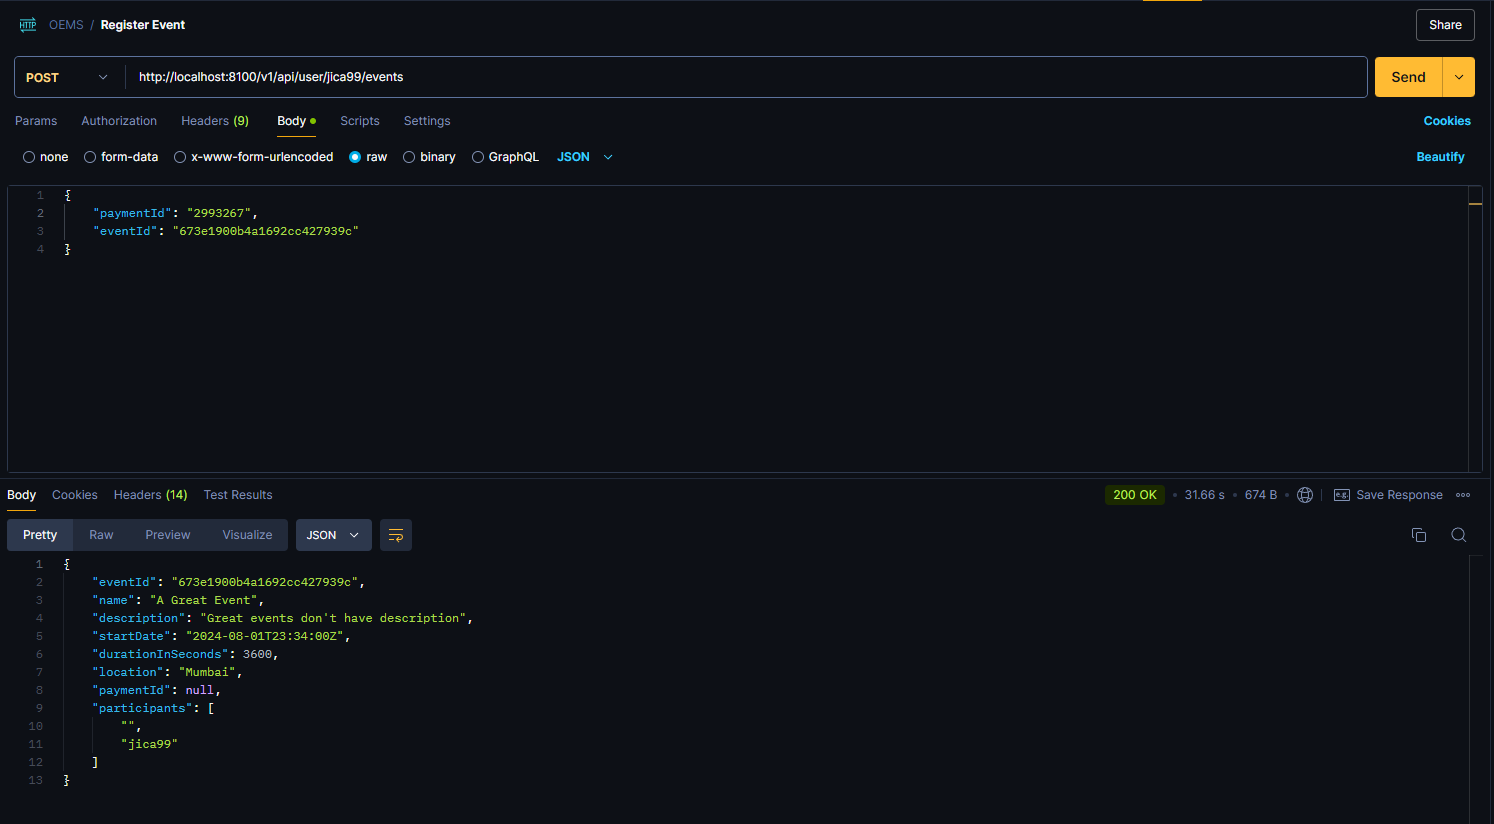 HTTP OEMS / Register Event Share
POST http://localhost:8100/v1/api/user/jica99/events Send
Params Authorization Headers (9) Body Scripts Settings Cookies
none form-data x-www-form-urlencoded raw binary GraphQL JSON Beautify
1 {
2 "paymentId": "2993267",
3 "eventId": "673e1900b4a1692cc427939c"
4 }
Body Cookies Headers (14) Test Results 200 OK • 31.66 s • 674 B • e.g. Save Response
Pretty Raw Preview Visualize JSON
1 {
2 "eventId": "673e1900b4a1692cc427939c",
3 "name": "A Great Event",
4 "description": "Great events don't have description",
5 "startDate": "2024-08-01T23:34:00Z",
6 "durationInSeconds": 3600,
7 "location": "Mumbai",
8 "paymentId": null,
9 "participants": [
10 "",
11 "jica99"
12 ]
13 }